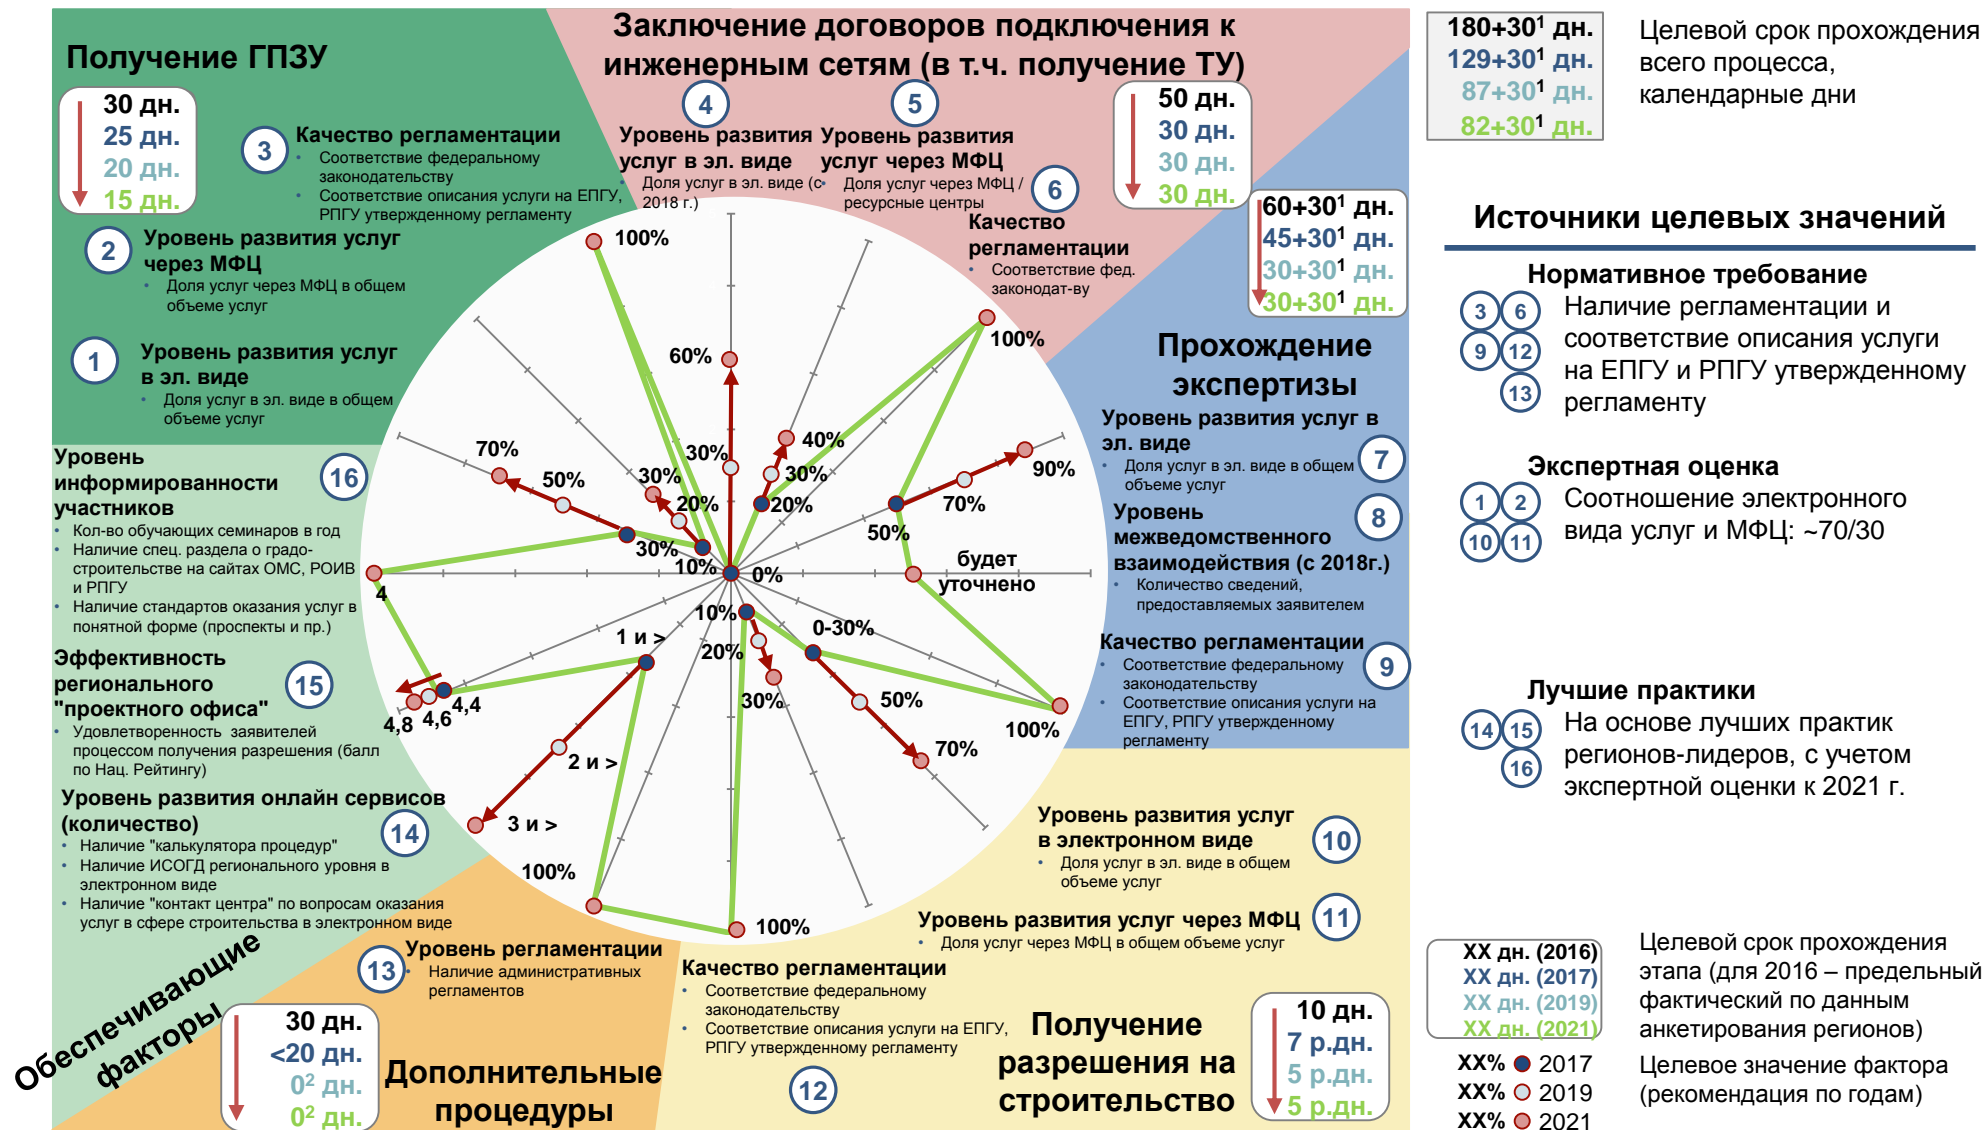 Получение ГПЗУ
30 дн.
25 дн.
20 дн.
15 дн.
3
Качество регламентации
• Соответствие федеральному
законодательству
• Соответствие описания услуги на ЕПГУ,
РПГУ утвержденному регламенту
2
Уровень развития услуг
через МФЦ
• Доля услуг через МФЦ в общем
объеме услуг
1
Уровень развития услуг
в эл. виде
• Доля услуг в эл. виде в общем
объеме услуг
Заключение договоров подключения к
инженерным сетям (в т.ч. получение ТУ)
4
Уровень развития
услуг в эл. виде
• Доля услуг в эл. виде (с
2018 г.)
5
Уровень развития
услуг через МФЦ
• Доля услуг через МФЦ /
ресурсные центры
6
Качество
регламентации
• Соответствие фед.
законодат-ву
50 дн.
30 дн.
30 дн.
30 дн.
60+30¹ дн.
45+30¹ дн.
30+30¹ дн.
30+30¹ дн.
Прохождение
экспертизы
Уровень развития услуг в
эл. виде
• Доля услуг в эл. виде в общем
объеме услуг
7
Уровень
межведомственного
взаимодействия (с 2018г.)
• Количество сведений,
предоставляемых заявителем
8
Качество регламентации
• Соответствие федеральному
законодательству
• Соответствие описания услуги на
ЕПГУ, РПГУ утвержденному
регламенту
9
Уровень развития услуг
в электронном виде
• Доля услуг в эл. виде в общем
объеме услуг
10
Уровень развития услуг через МФЦ
• Доля услуг через МФЦ в общем объеме услуг
11
Качество регламентации
• Соответствие федеральному
законодательству
• Соответствие описания услуги на ЕПГУ,
РПГУ утвержденному регламенту
12
Получение
разрешения на
строительство
10 дн.
7 р.дн.
5 р.дн.
5 р.дн.
13
Уровень регламентации
• Наличие административных
регламентов
30 дн.
<20 дн.
0² дн.
0² дн.
Дополнительные
процедуры
Обеспечивающие
факторы
Уровень
информированности
участников
16
• Кол-во обучающих семинаров в год
• Наличие спец. раздела о градо-
строительстве на сайтах ОМС, РОИВ
и РПГУ
• Наличие стандартов оказания услуг в
понятной форме (проспекты и пр.)
Эффективность
регионального
"проектного офиса"
15
• Удовлетворенность заявителей
процессом получения разрешения (балл
по Нац. Рейтингу)
Уровень развития онлайн сервисов
(количество)
14
• Наличие "калькулятора процедур"
• Наличие ИСОГД регионального уровня в
электронном виде
• Наличие "контакт центра" по вопросам оказания
услуг в сфере строительства в электронном виде
100%
60%
30%
0%
40%
30%
20%
100%
90%
70%
50%
будет
уточнено
100%
0-30%
50%
70%
10%
20%
30%
100%
100%
1 и >
2 и >
3 и >
4,4
4,6
4,8
4
70%
50%
30%
30%
20%
10%
180+30¹ дн.
129+30¹ дн.
87+30¹ дн.
82+30¹ дн.
Целевой срок прохождения
всего процесса,
календарные дни
Источники целевых значений
Нормативное требование
3 6
9 12
13
Наличие регламентации и
соответствие описания услуги
на ЕПГУ и РПГУ утвержденному
регламенту
Экспертная оценка
1 2
10 11
Соотношение электронного
вида услуг и МФЦ: ~70/30
Лучшие практики
14 15
16
На основе лучших практик
регионов-лидеров, с учетом
экспертной оценки к 2021 г.
XX дн. (2016)
XX дн. (2017)
XX дн. (2019)
XX дн. (2021)
Целевой срок прохождения
этапа (для 2016 – предельный
фактический по данным
анкетирования регионов)
XX% 2017
XX% 2019
XX% 2021
Целевое значение фактора
(рекомендация по годам)